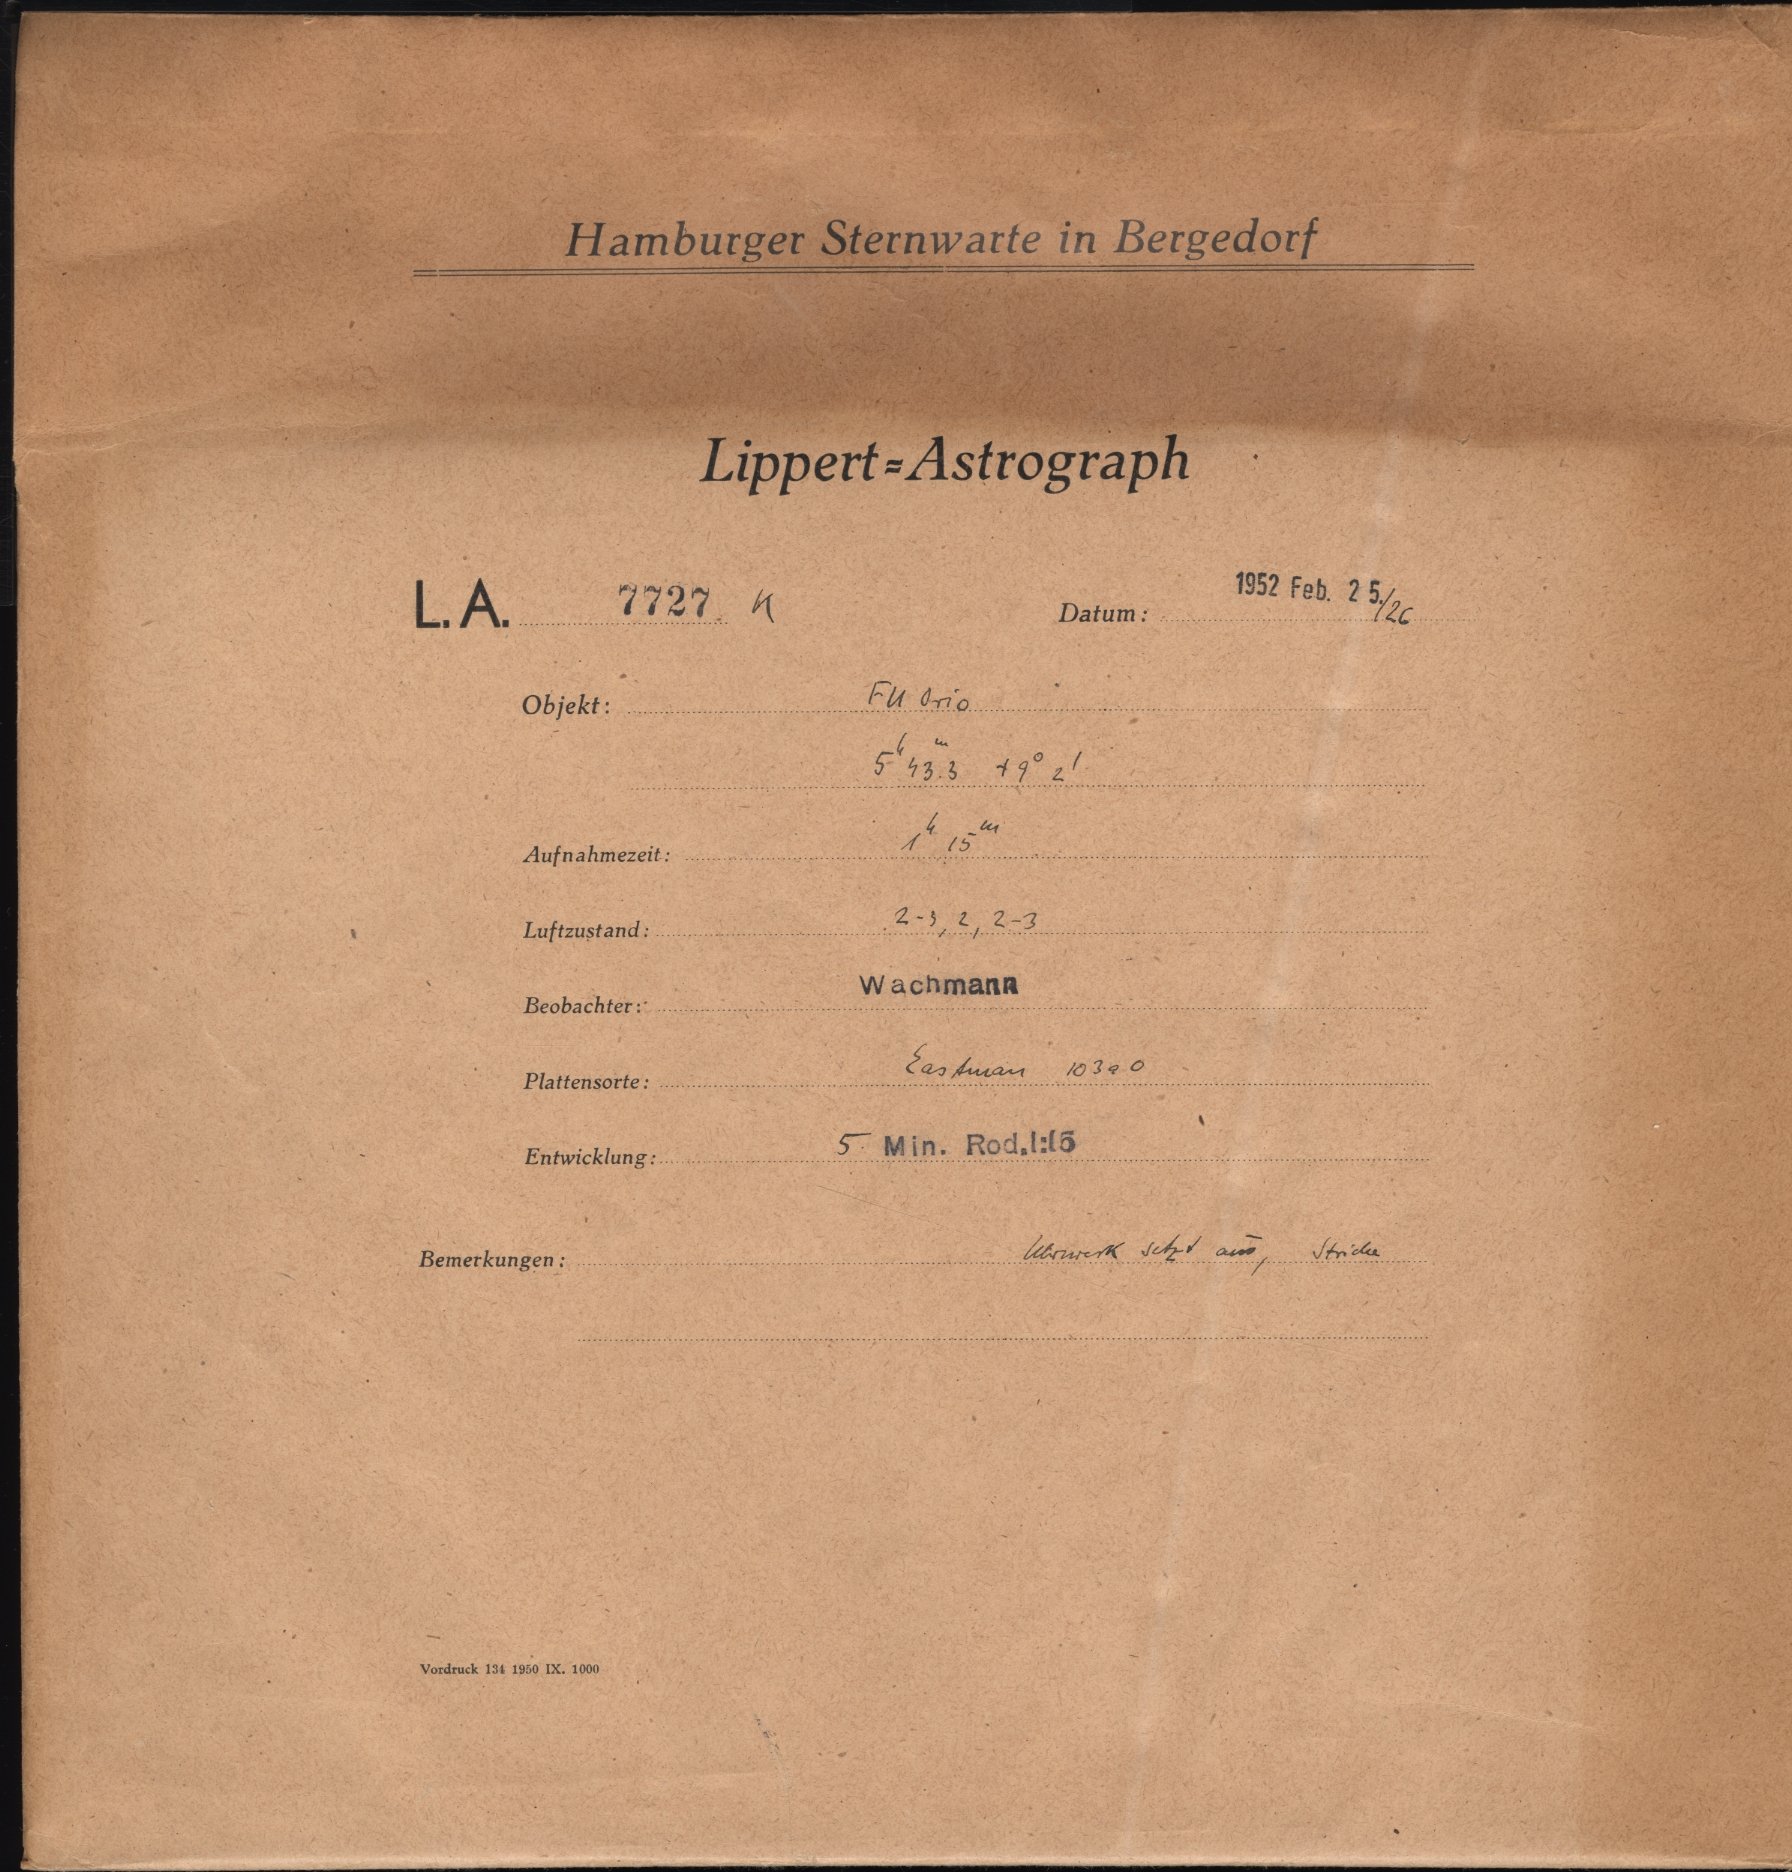 Hamburger Sternwarte in Bergedorf
Lippert=Astrograph
L. A. 7727 K Datum: 1952 Feb. 25./26
Objekt: FU Orio
5ʰ 43.3ᵐ +9° 2'
Aufnahmezeit: 1ʰ 15ᵐ
Luftzustand: 2-3, 2, 2-3
Beobachter: Wachmann
Plattensorte: Eastman 103a O
Entwicklung: 5 Min. Rod. 1:15
Bemerkungen: Uhrwerk setzt aus, Striche
Vordruck 134 1950 IX. 1000